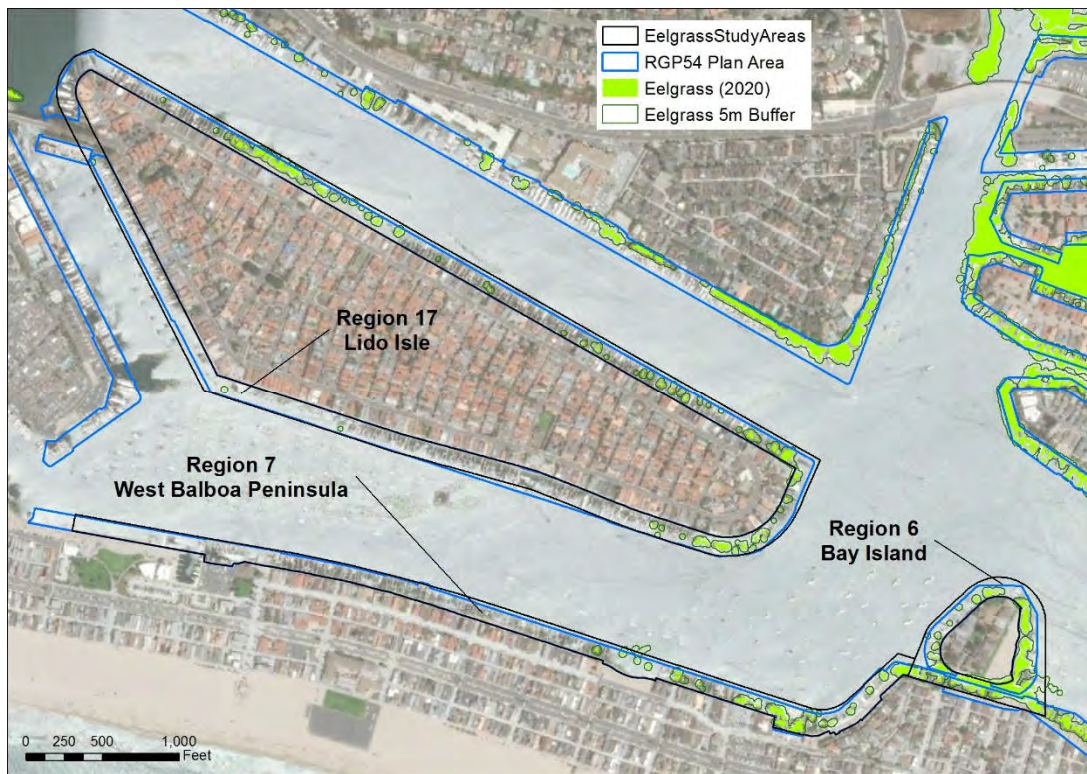 EelgrassStudyAreas
RGP54 Plan Area
Eelgrass (2020)
Eelgrass 5m Buffer
Region 17
Lido Isle
Region 7
West Balboa Peninsula
Region 6
Bay Island
0 250 500 1,000
Feet